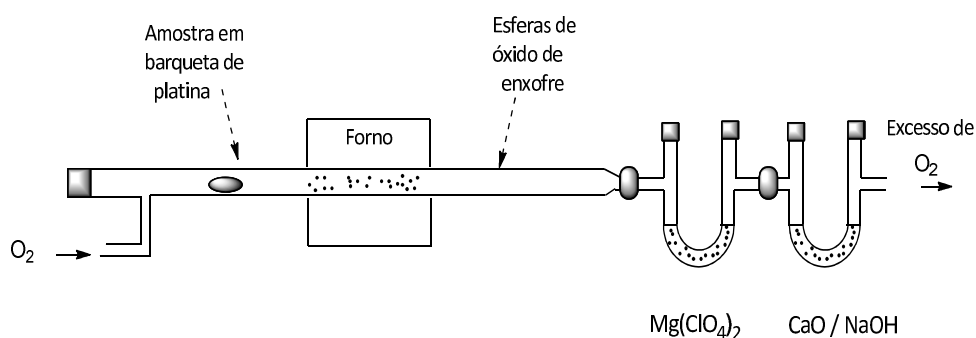 Amostra em
barqueta de
platina
Esferas de
óxido de
enxofre
Forno
Excesso de
O₂
O₂
Mg(ClO₄)₂
CaO / NaOH